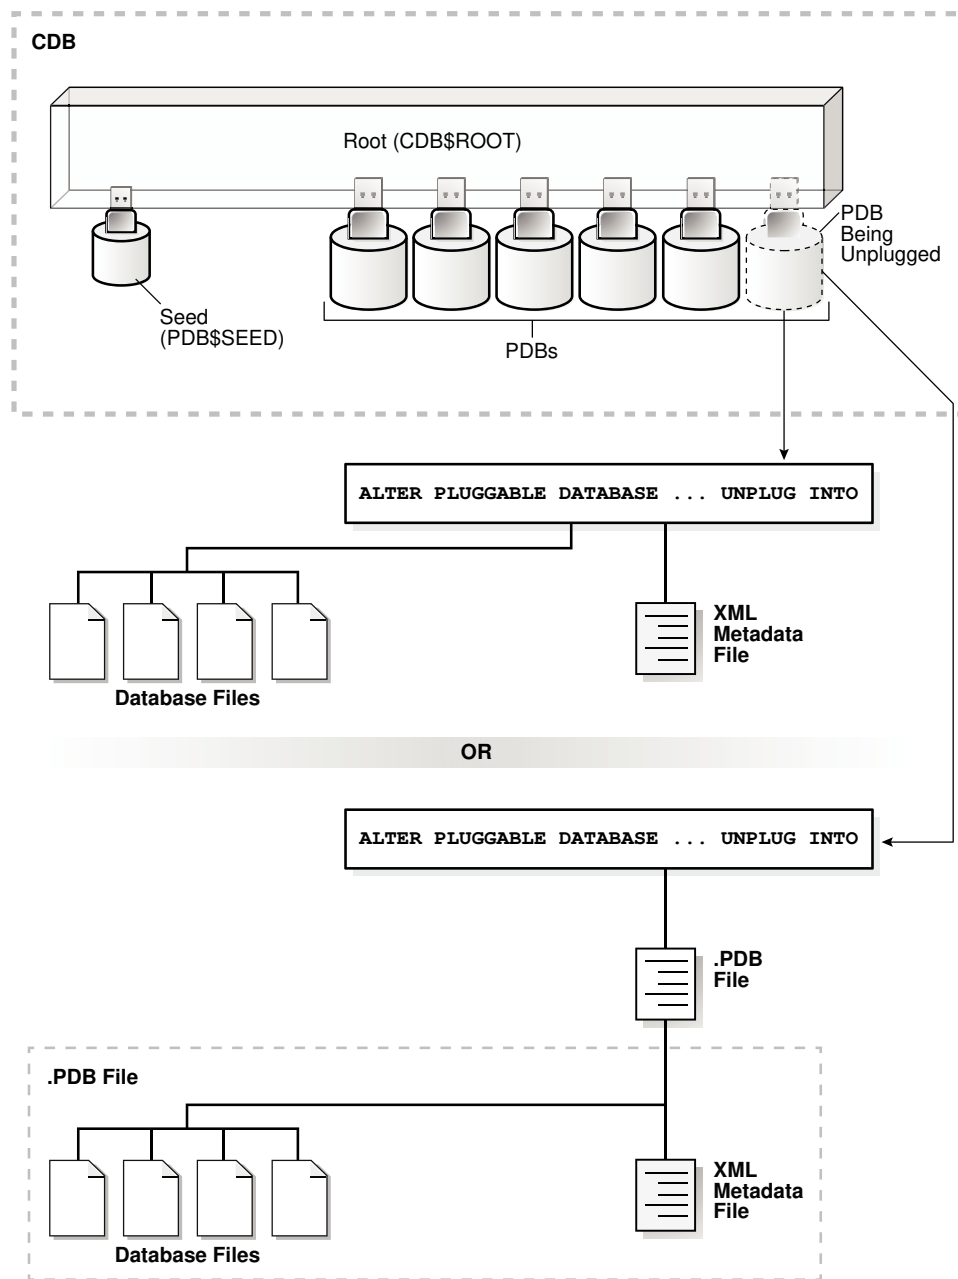 CDB
Root (CDB$ROOT)
PDB
Being
Unplugged
Seed
(PDB$SEED)
PDBs
ALTER PLUGGABLE DATABASE ... UNPLUG INTO
XML
Metadata
File
Database Files
OR
ALTER PLUGGABLE DATABASE ... UNPLUG INTO
.PDB
File
.PDB File
XML
Metadata
File
Database Files